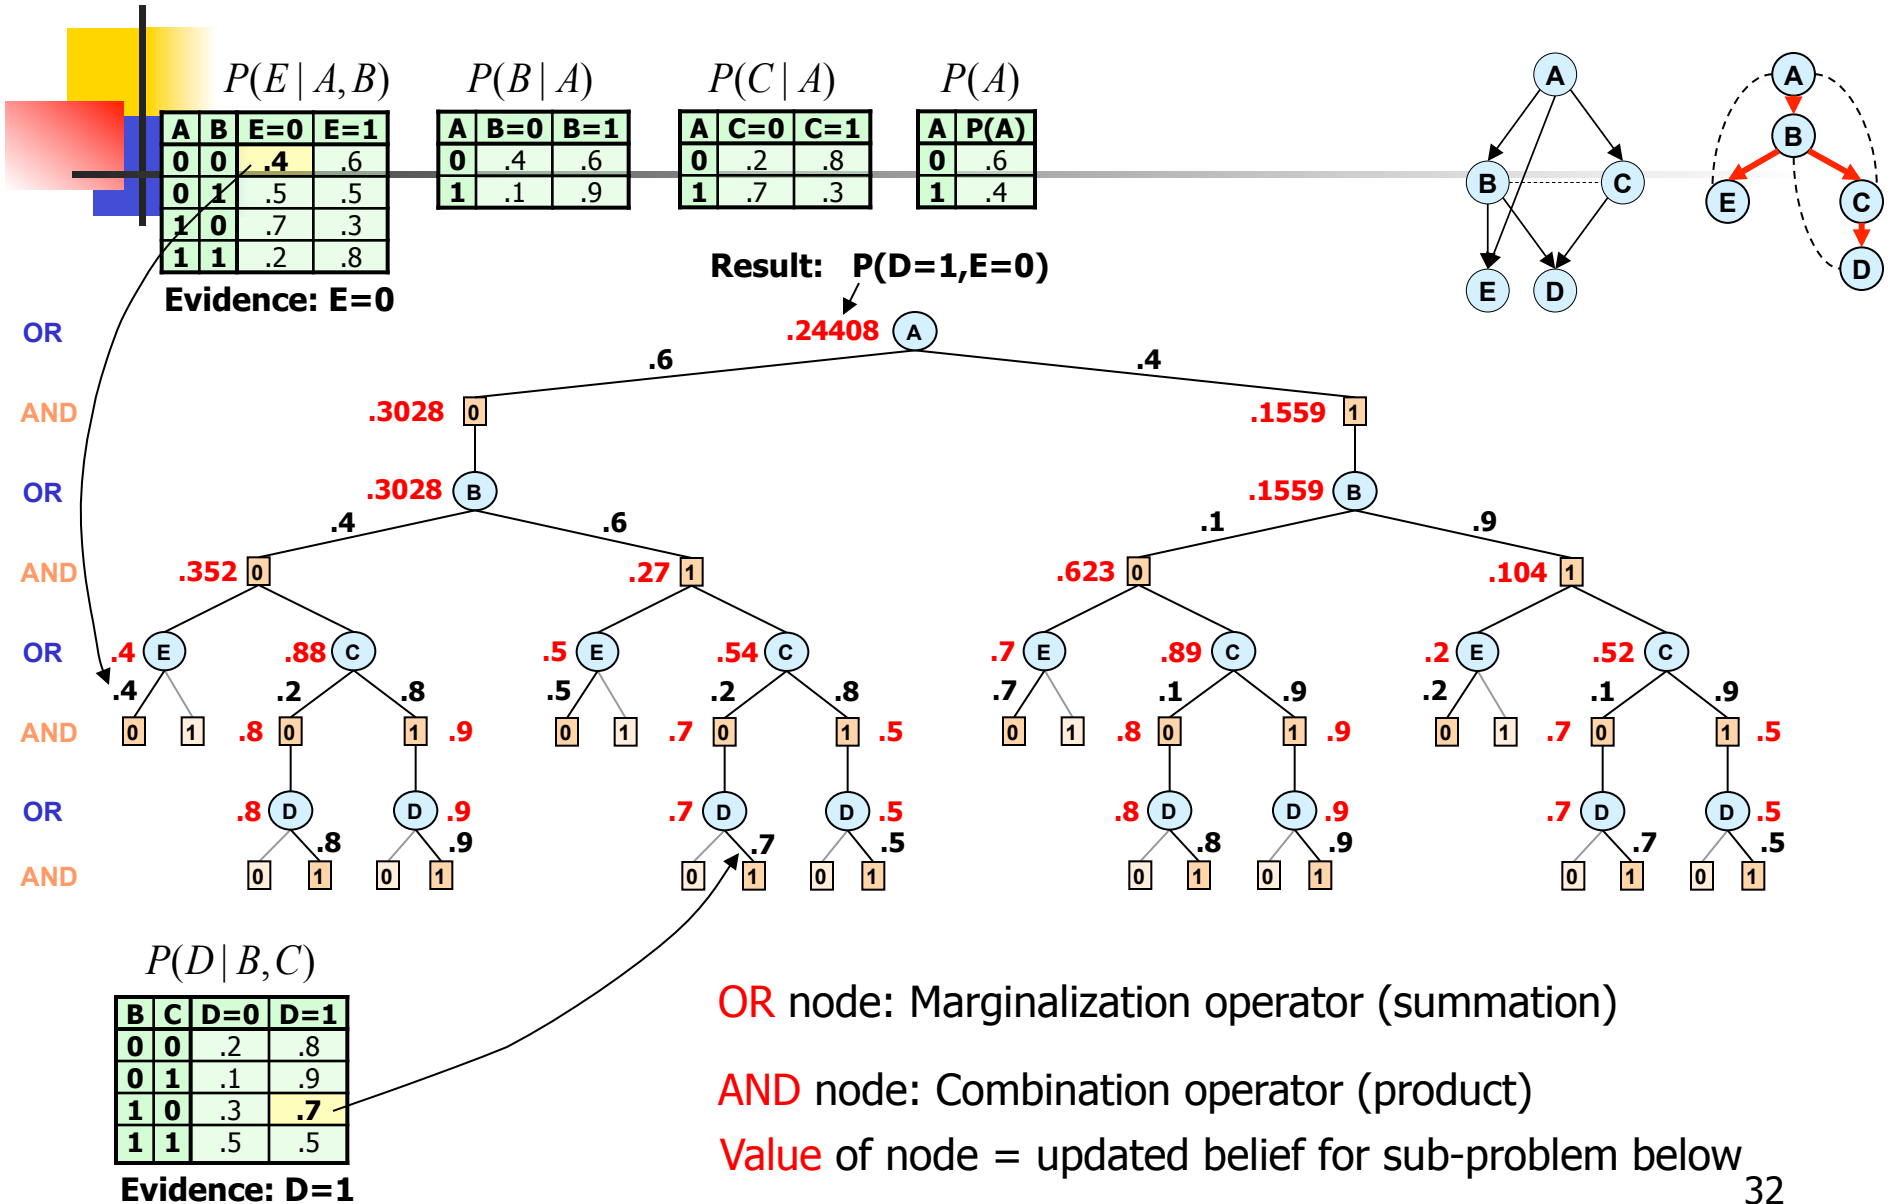 P(E | A, B) P(B | A) P(C | A) P(A)
A B E=0 E=1
0 0 .4 .6
0 1 .5 .5
1 0 .7 .3
1 1 .2 .8
Evidence: E=0
A B=0 B=1
0 .4 .6
1 .1 .9
A C=0 C=1
0 .2 .8
1 .7 .3
A P(A)
0 .6
1 .4
A
B C
E D
A
B
E C
D
Result: P(D=1,E=0)
OR .24408 A
.6 .4
AND .3028 0 .1559 1
OR .3028 B .1559 B
.4 .6 .1 .9
AND .352 0 .27 1 .623 0 .104 1
OR .4 E .88 C .5 E .54 C .7 E .89 C .2 E .52 C
.4 .2 .8 .5 .2 .8 .7 .1 .9 .2 .1 .9
AND 0 1 .8 0 1 .9 0 1 .7 0 1 .5 0 1 .8 0 1 .9 0 1 .7 0 1 .5
OR .8 D D .9 .7 D D .5 .8 D D .9 .7 D D .5
.8 .9 .7 .5 .8 .9 .7 .5
AND 0 1 0 1 0 1 0 1 0 1 0 1 0 1 0 1
P(D | B, C)
B C D=0 D=1
0 0 .2 .8
0 1 .1 .9
1 0 .3 .7
1 1 .5 .5
Evidence: D=1
OR node: Marginalization operator (summation)
AND node: Combination operator (product)
Value of node = updated belief for sub-problem below
32